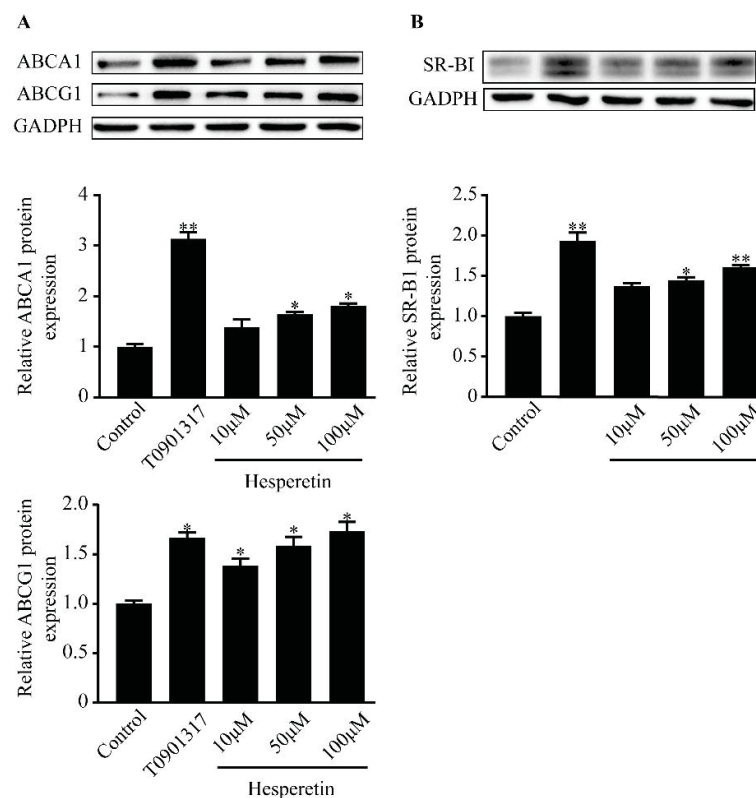 A
ABCA1
ABCG1
GADPH
Relative ABCA1 protein
expression
4
3
2
1
0
**
*
*
Control
T0901317
10μM
50μM
100μM
Hesperetin
Relative ABCG1 protein
expression
2.0
1.5
1.0
0.5
0
*
*
*
*
Control
T0901317
10μM
50μM
100μM
Hesperetin
B
SR-BI
GADPH
Relative SR-B1 protein
expression
2.5
2.0
1.5
1.0
0.5
0.0
**
*
**
Control
10μM
50μM
100μM
Hesperetin